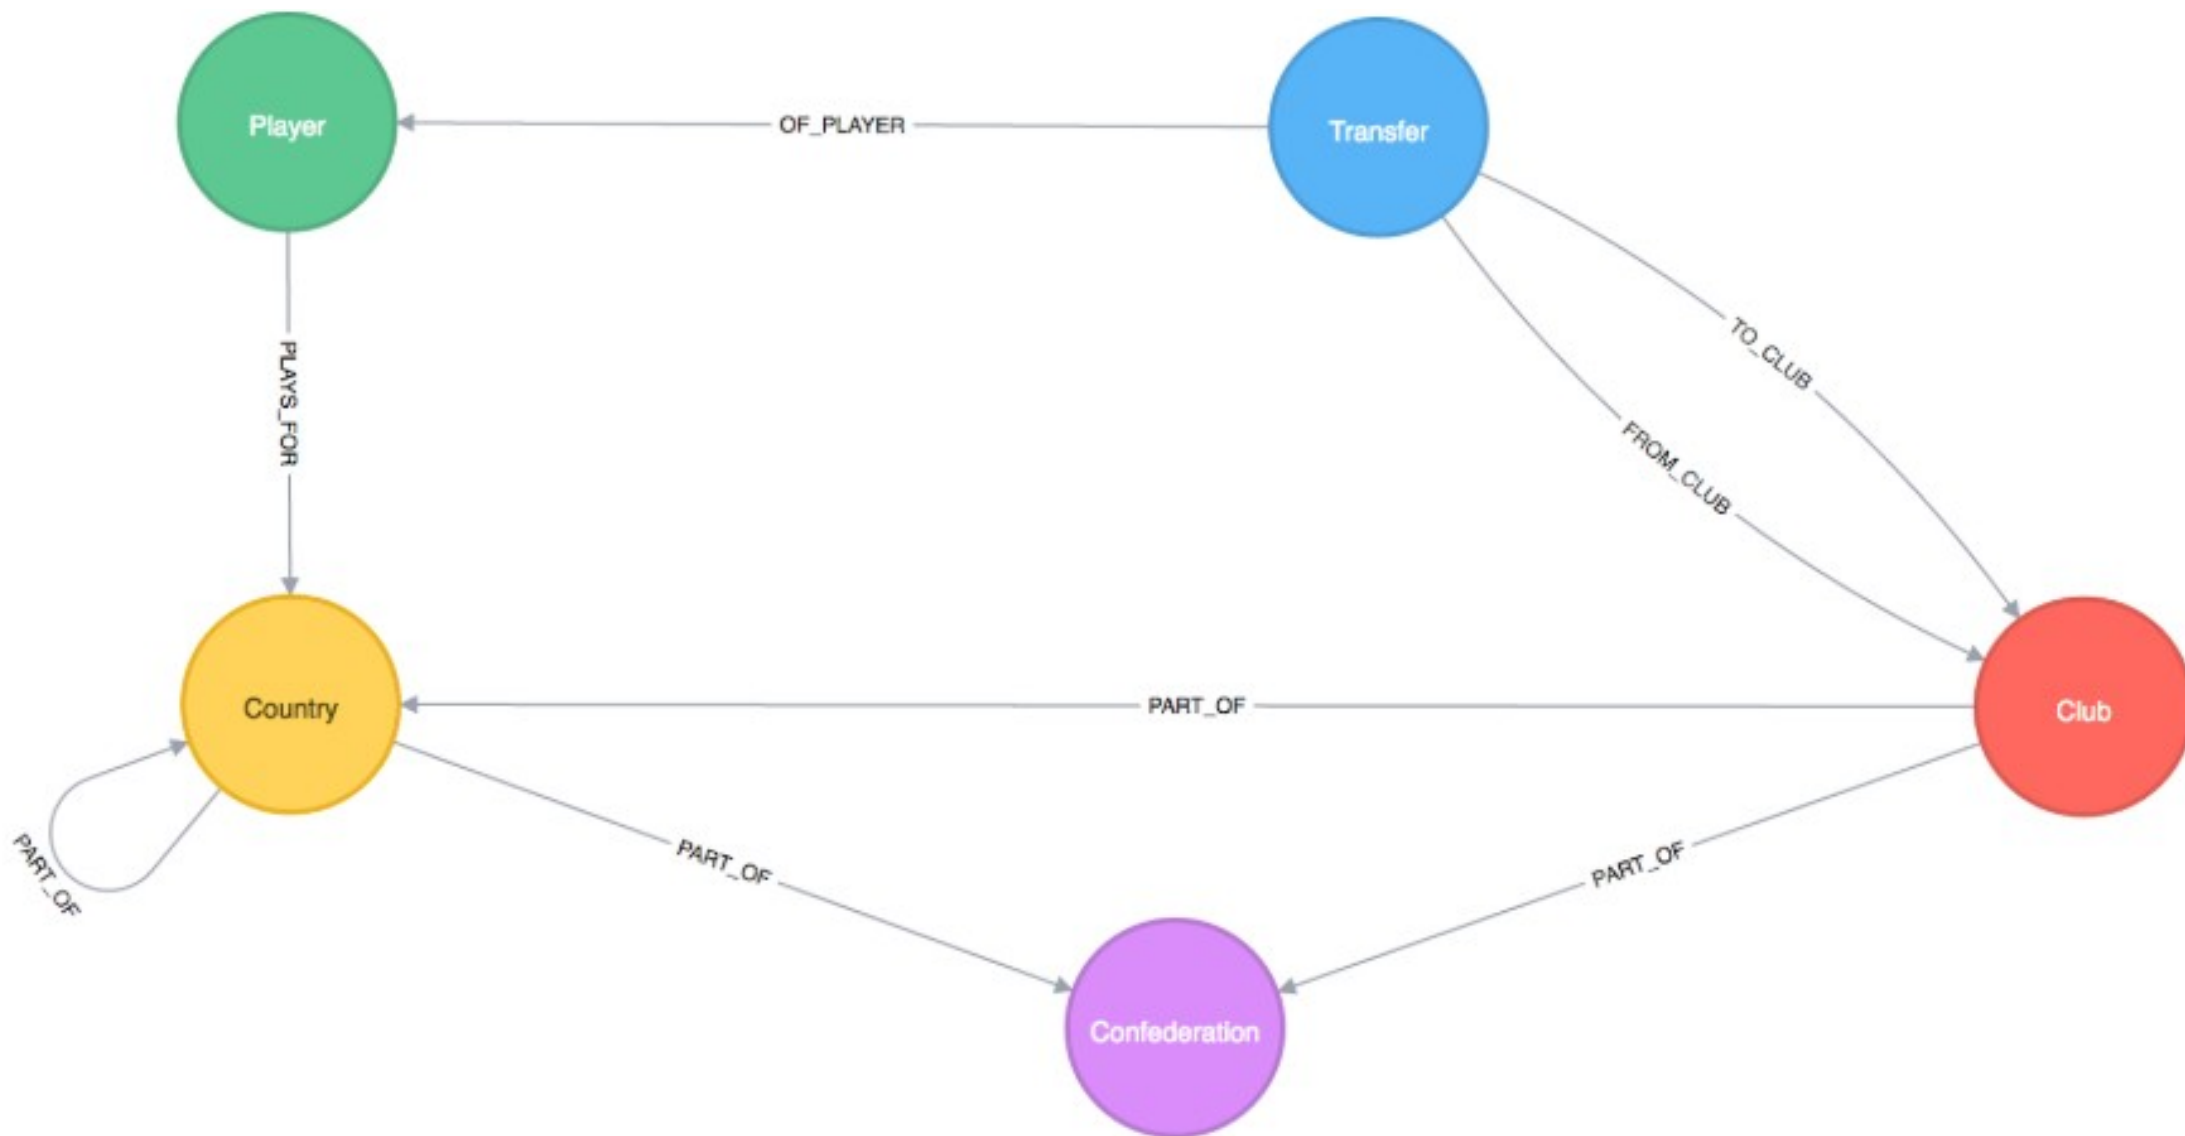 Player
OF_PLAYER
Transfer
TO_CLUB
PLAYS_FOR
FROM_CLUB
Country
PART_OF
Club
PART_OF
PART_OF
PART_OF
Confederation